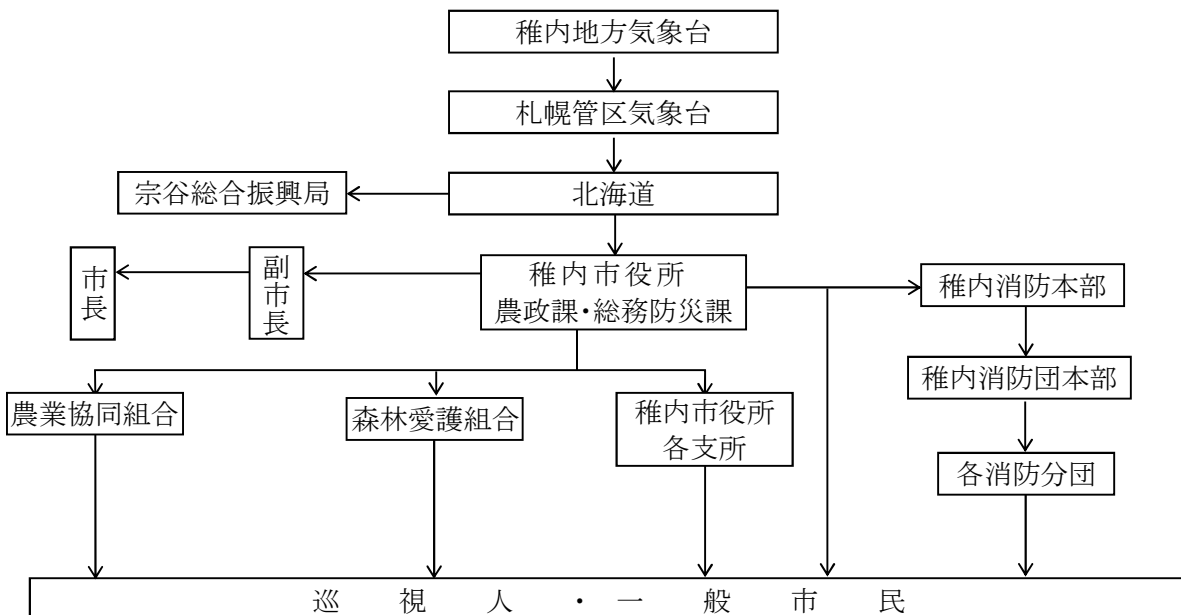 稚内地方気象台
札幌管区気象台
宗谷総合振興局
北海道
市長
副市長
稚内市役所
農政課・総務防災課
稚内消防本部
稚内消防団本部
農業協同組合
森林愛護組合
稚内市役所
各支所
各消防分団
巡視人・一般市民